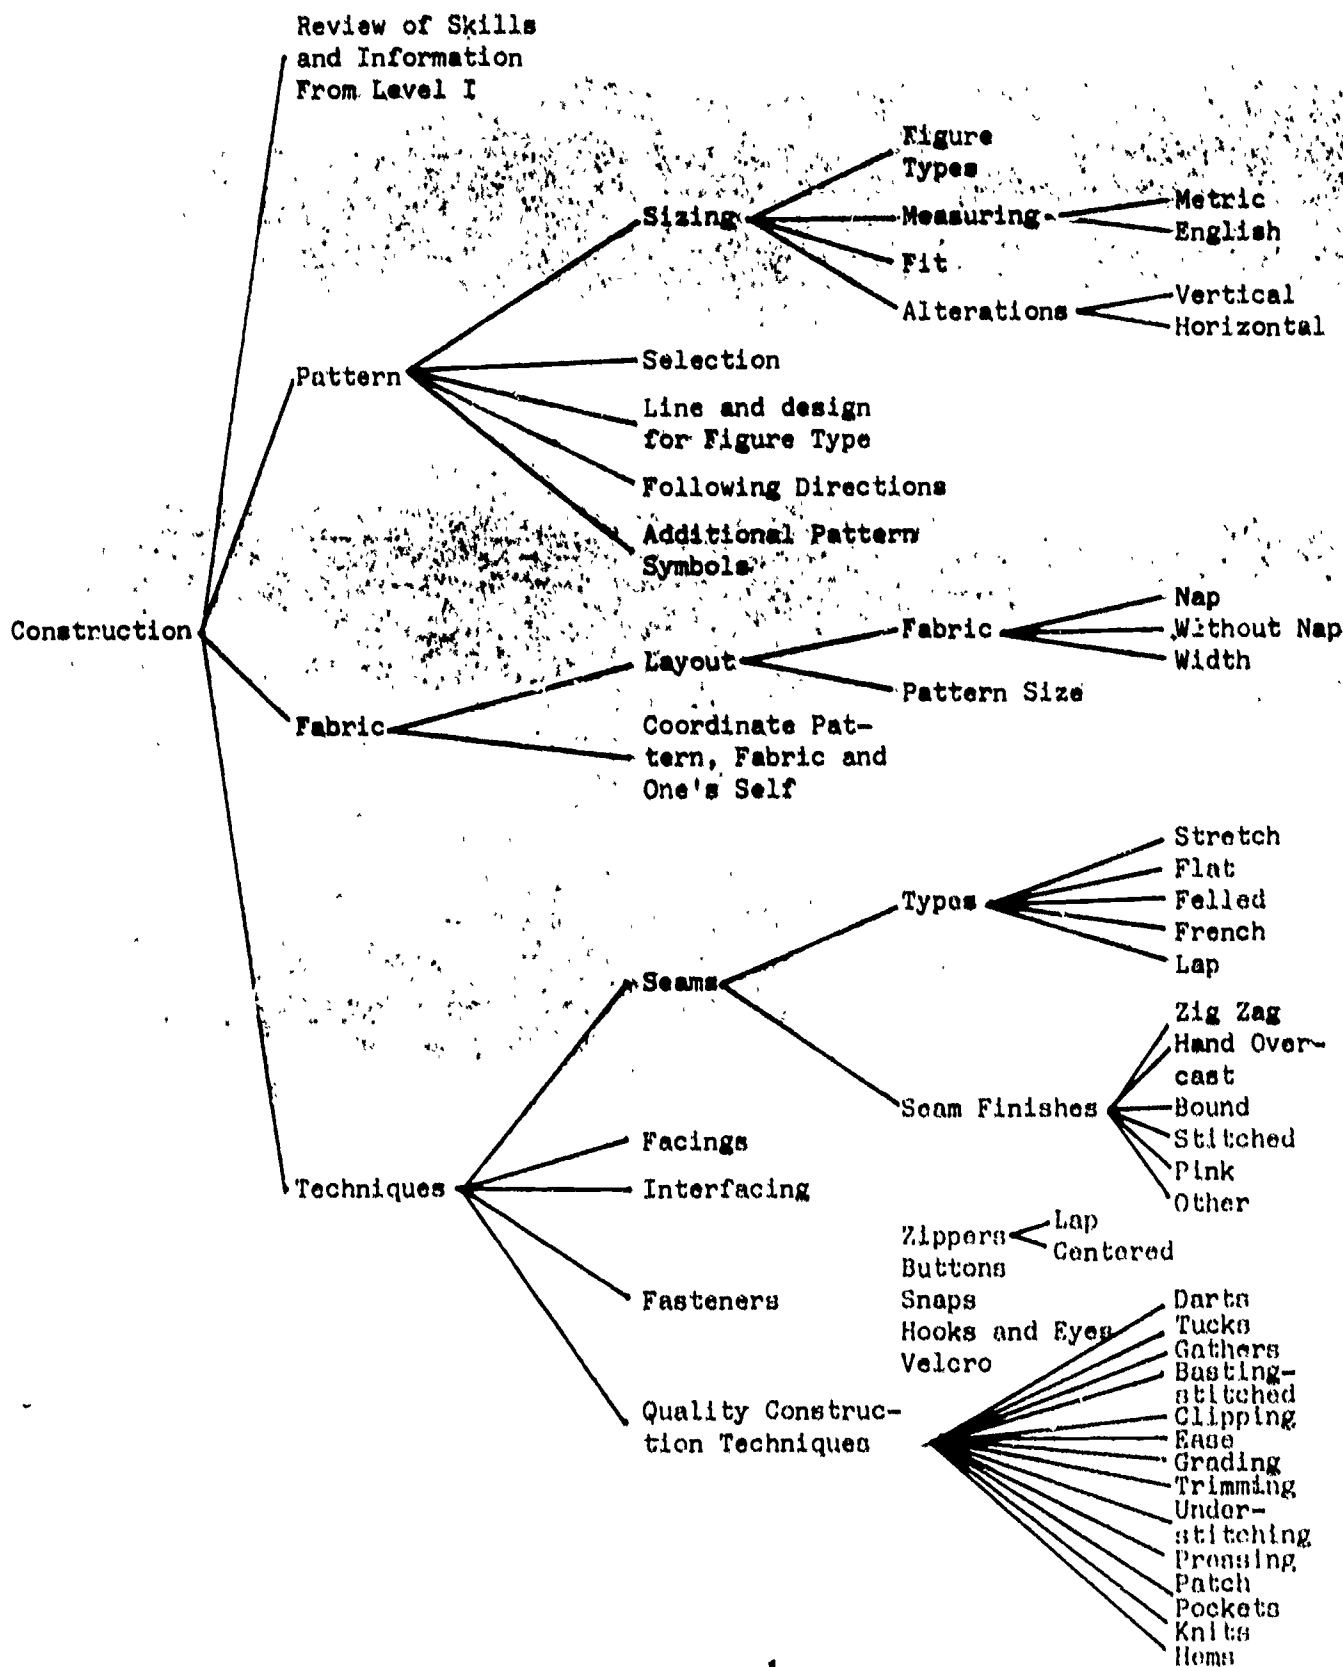 Review of Skills
and Information
From Level I
Figure
Types
Sizing
Measuring
Metric
English
Fit
Alterations
Vertical
Horizontal
Pattern
Selection
Line and design
for Figure Type
Following Directions
Additional Pattern
Symbols
Construction
Fabric
Layout
Fabric
Nap
Without Nap
Width
Pattern Size
Coordinate Pat-
tern, Fabric and
One's Self
Techniques
Seams
Types
Stretch
Flat
Felled
French
Lap
Seam Finishes
Zig Zag
Hand Over-
cast
Bound
Stitched
Pink
Other
Facings
Interfacing
Fasteners
Zippers
Lap
Centered
Buttons
Snaps
Hooks and Eyes
Velcro
Quality Construc-
tion Techniques
Darts
Tucks
Gathers
Basting-
stitched
Clipping
Ease
Grading
Trimming
Under-
stitching
Pressing
Patch
Pockets
Knits
Hems